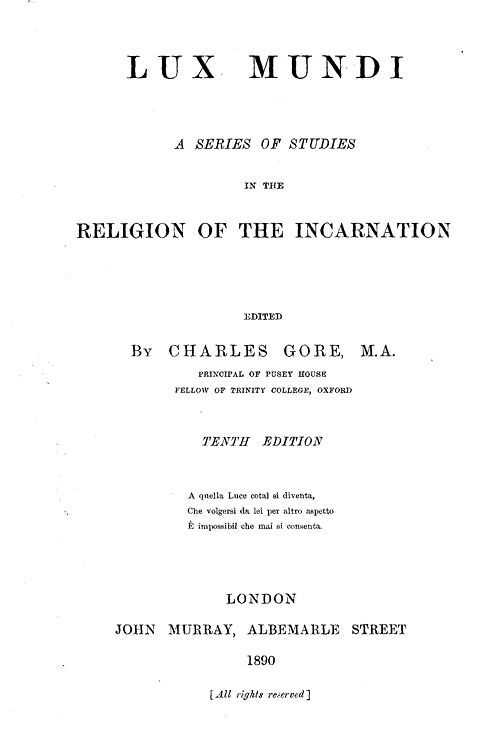 LUX MUNDI
A SERIES OF STUDIES
IN THE
RELIGION OF THE INCARNATION
EDITED
BY CHARLES GORE, M.A.
PRINCIPAL OF PUSEY HOUSE
FELLOW OF TRINITY COLLEGE, OXFORD
TENTH EDITION
A quella Luce cotal si diventa,
Che volgersi da lei per altro aspetto
È impossibil che mai si consenta.
LONDON
JOHN MURRAY, ALBEMARLE STREET
1890
[All rights reserved]